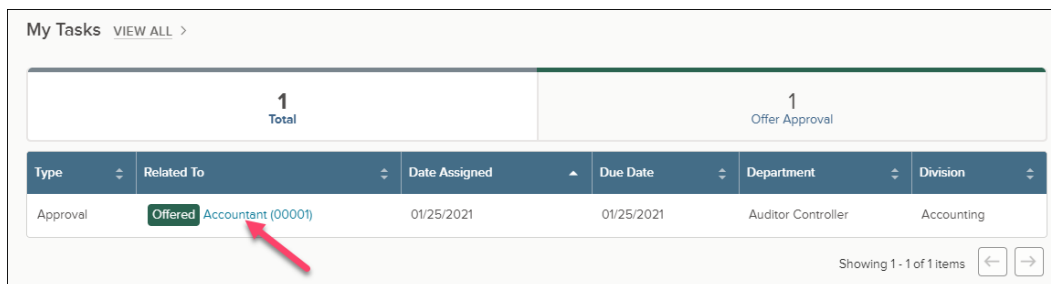 My Tasks VIEW ALL >
1
Total
1
Offer Approval
Type Related To Date Assigned Due Date Department Division
Approval Offered Accountant (00001) 01/25/2021 01/25/2021 Auditor Controller Accounting
Showing 1 - 1 of 1 items